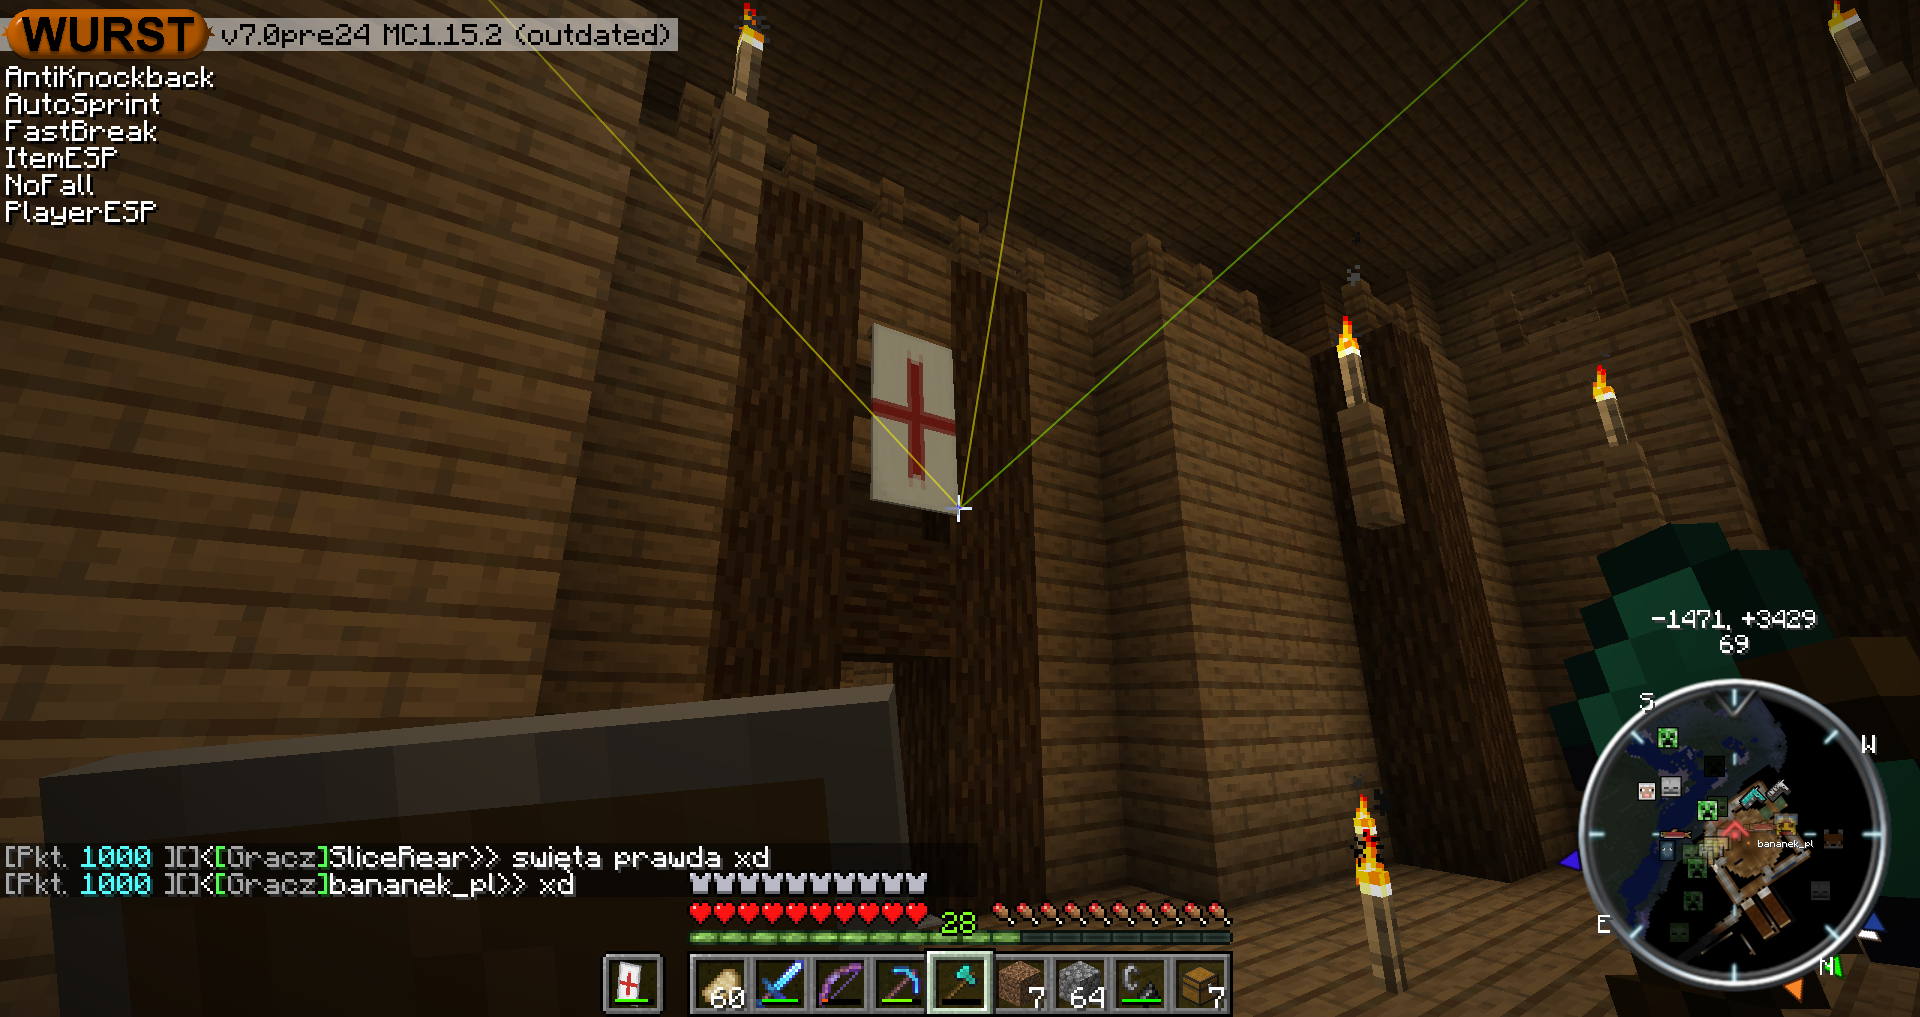 WURST v7.0pre24 MC1.15.2 (outdated)
AntiKnockback
AutoSprint
FastBreak
ItemESP
NoFall
PlayerESP
-1471, +3429
69
S
W
bananek_pl
E
N
[Pkt. 1000 ][]<[Gracz]SliceRear>> swięta prawda xd
[Pkt. 1000 ][]<[Gracz]bananek_pl>> xd
28
60
7
64
7